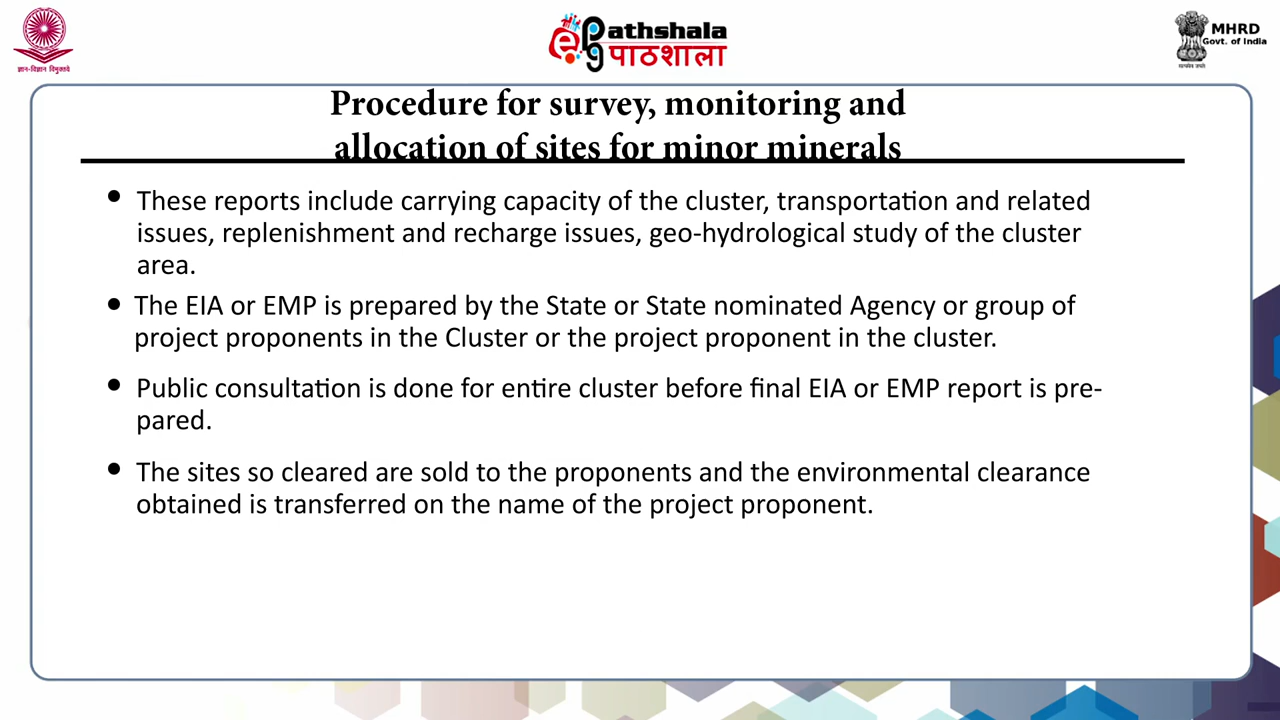 ज्ञान-विज्ञान विमुक्तये
Pathshala
पाठशाला
MHRD
Govt. of India
सत्यमेव जयते
Procedure for survey, monitoring and
allocation of sites for minor minerals
• These reports include carrying capacity of the cluster, transportation and related
issues, replenishment and recharge issues, geo-hydrological study of the cluster
area.
• The EIA or EMP is prepared by the State or State nominated Agency or group of
project proponents in the Cluster or the project proponent in the cluster.
• Public consultation is done for entire cluster before final EIA or EMP report is pre-
pared.
• The sites so cleared are sold to the proponents and the environmental clearance
obtained is transferred on the name of the project proponent.